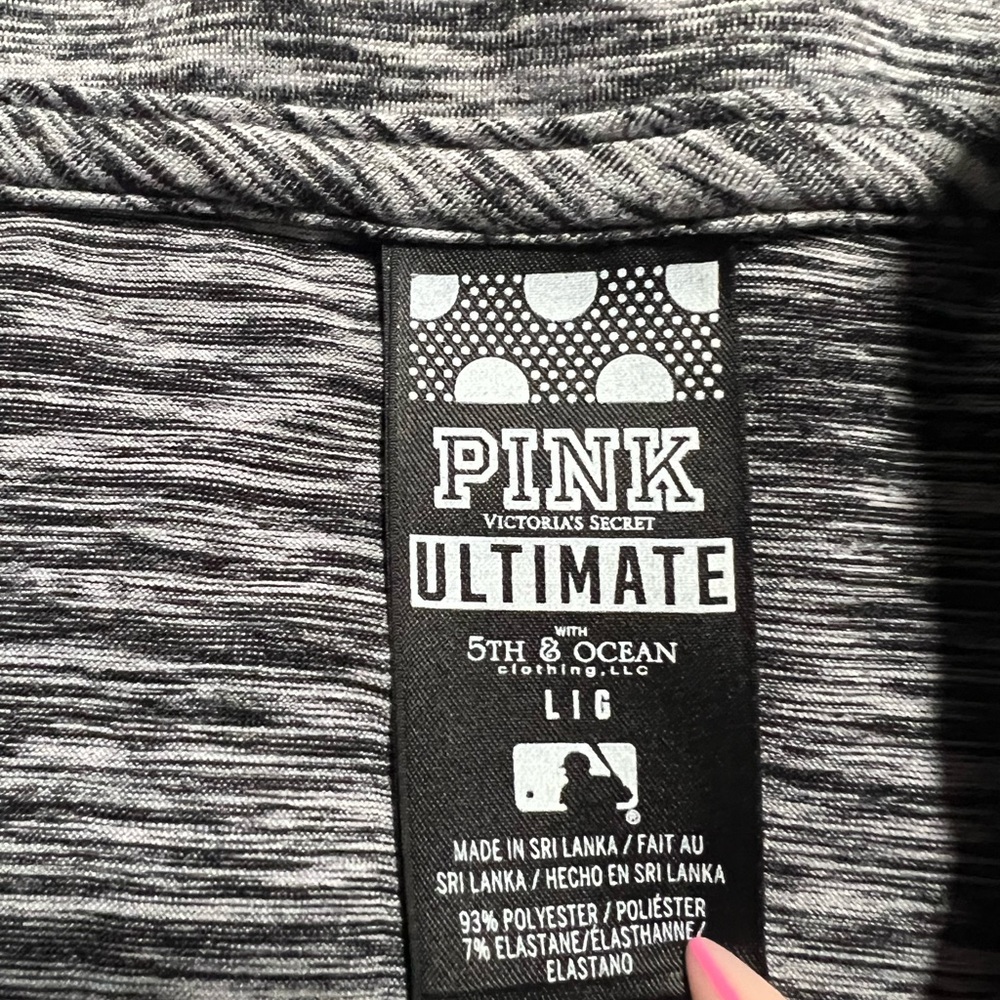 PINK
VICTORIA'S SECRET
ULTIMATE
WITH
5TH & OCEAN
clothing, LLC
L I G
®
MADE IN SRI LANKA / FAIT AU
SRI LANKA / HECHO EN SRI LANKA
93% POLYESTER / POLIÉSTER
7% ELASTANE/ÉLASTHANNE/
ELASTANO